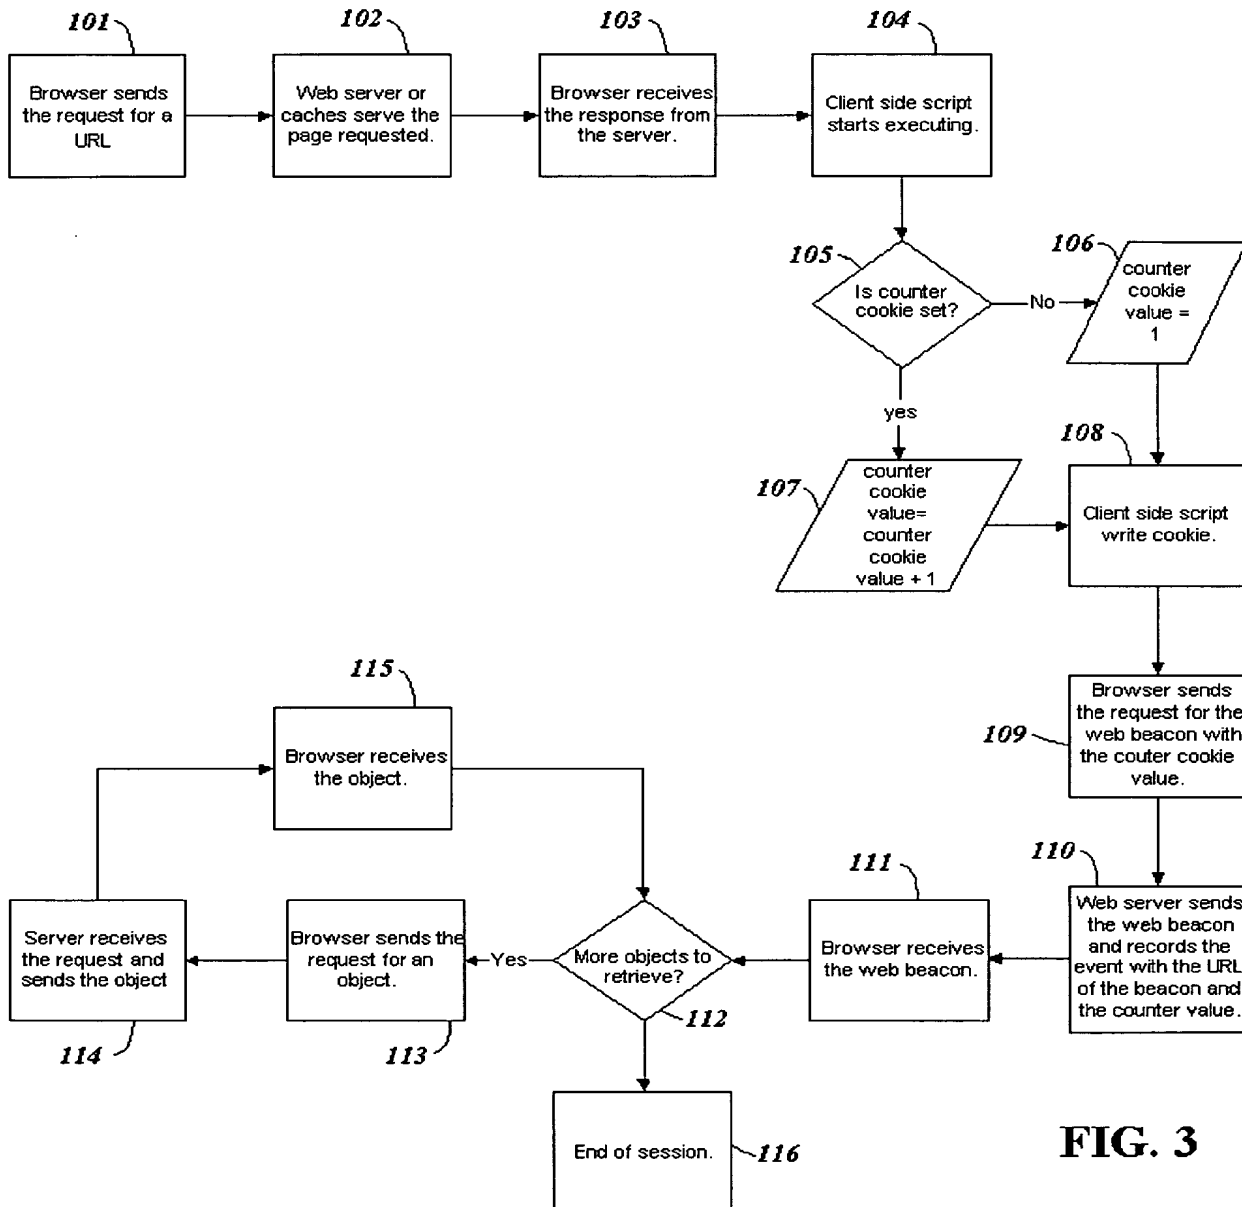 101
Browser sends
the request for a
URL
102
Web server or
caches serve the
page requested.
103
Browser receives
the response from
the server.
104
Client side script
starts executing.
105
Is counter
cookie set?
No
106
counter
cookie
value =
1
yes
107
counter
cookie
value=
counter
cookie
value + 1
108
Client side script
write cookie.
109
Browser sends
the request for the
web beacon with
the couter cookie
value.
110
Web server sends
the web beacon
and records the
event with the URL
of the beacon and
the counter value.
111
Browser receives
the web beacon.
112
More objects to
retrieve?
Yes
113
Browser sends the
request for an
object.
114
Server receives
the request and
sends the object
115
Browser receives
the object.
116
End of session.
FIG. 3